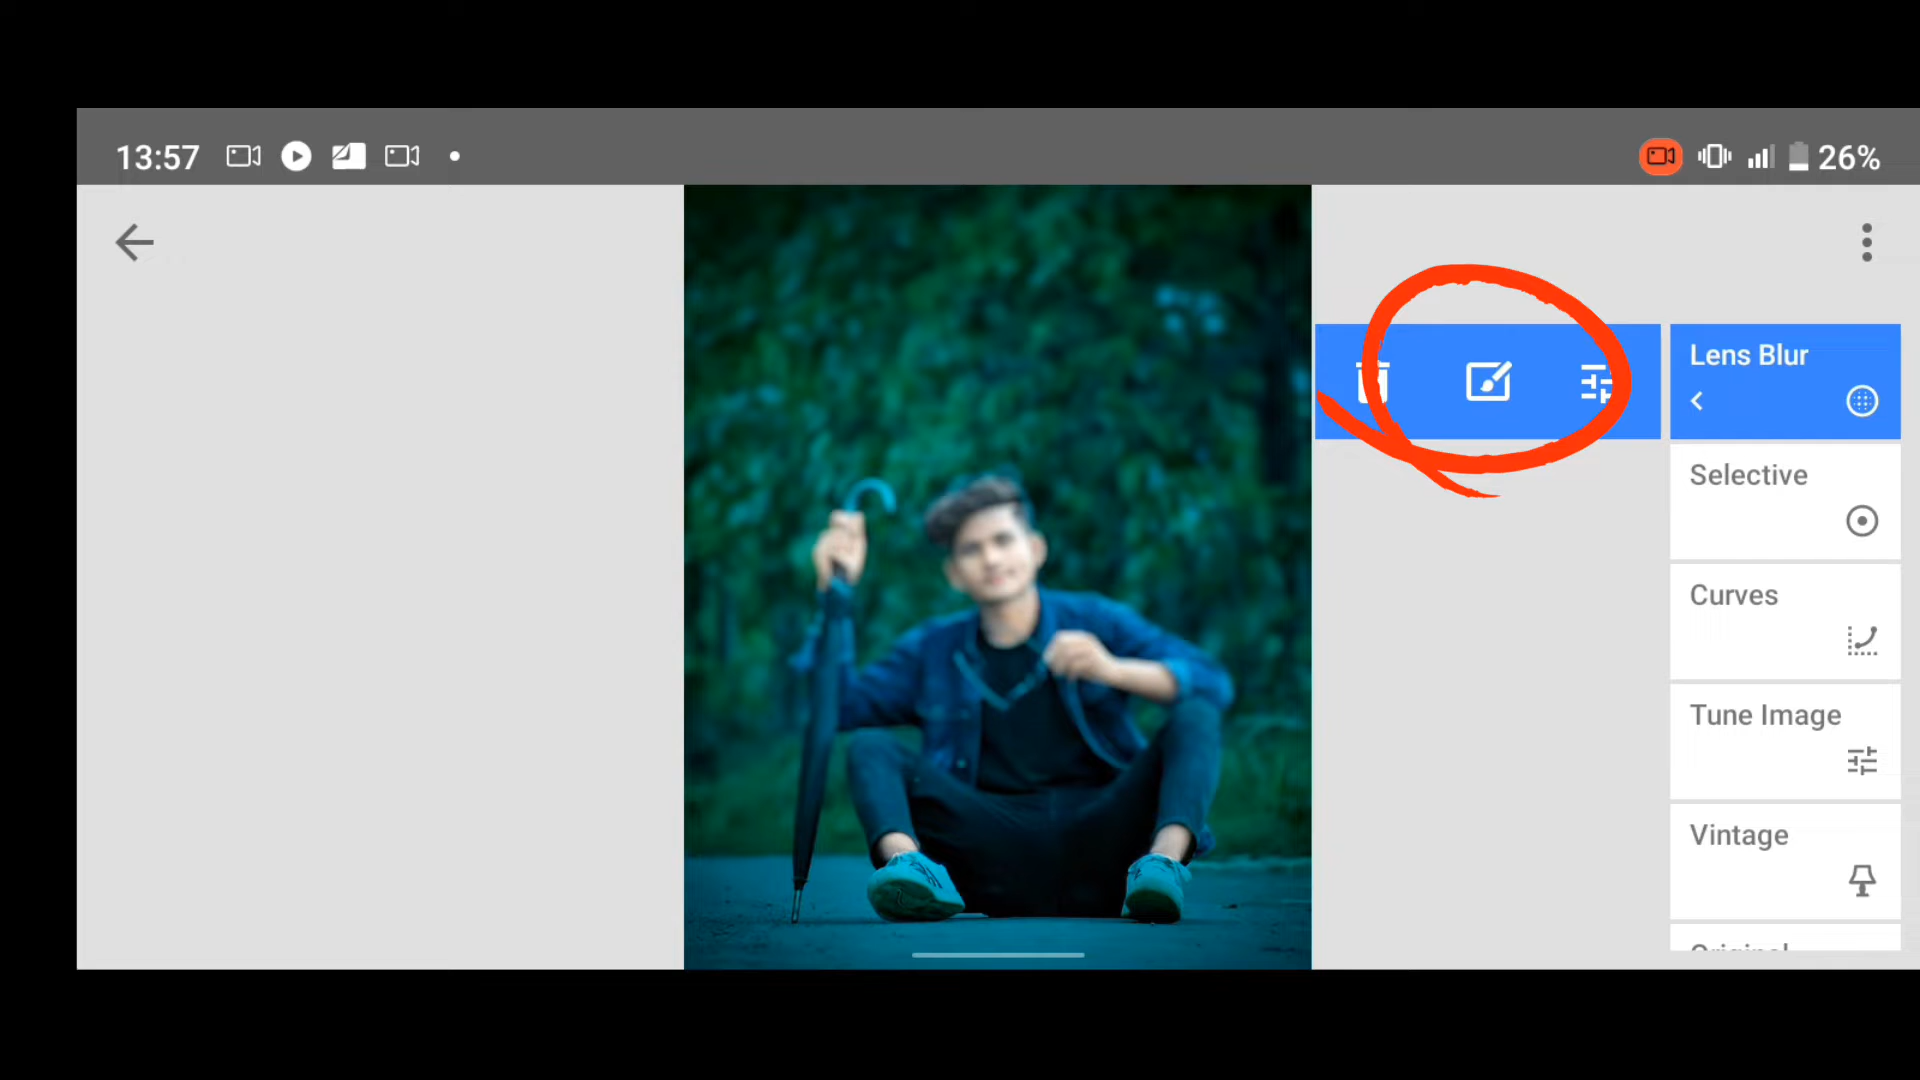 13:57
26%
Lens Blur
Selective
Curves
Tune Image
Vintage